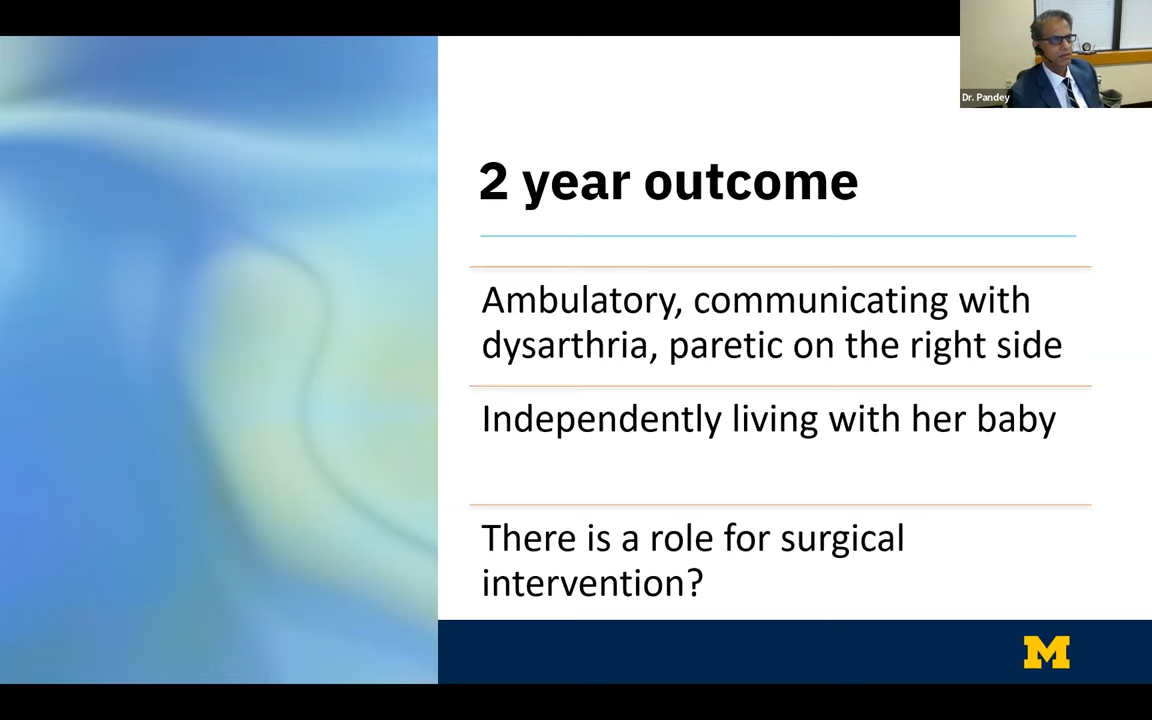 Dr. Pandey
2 year outcome
Ambulatory, communicating with
dysarthria, paretic on the right side
Independently living with her baby
There is a role for surgical
intervention?
M